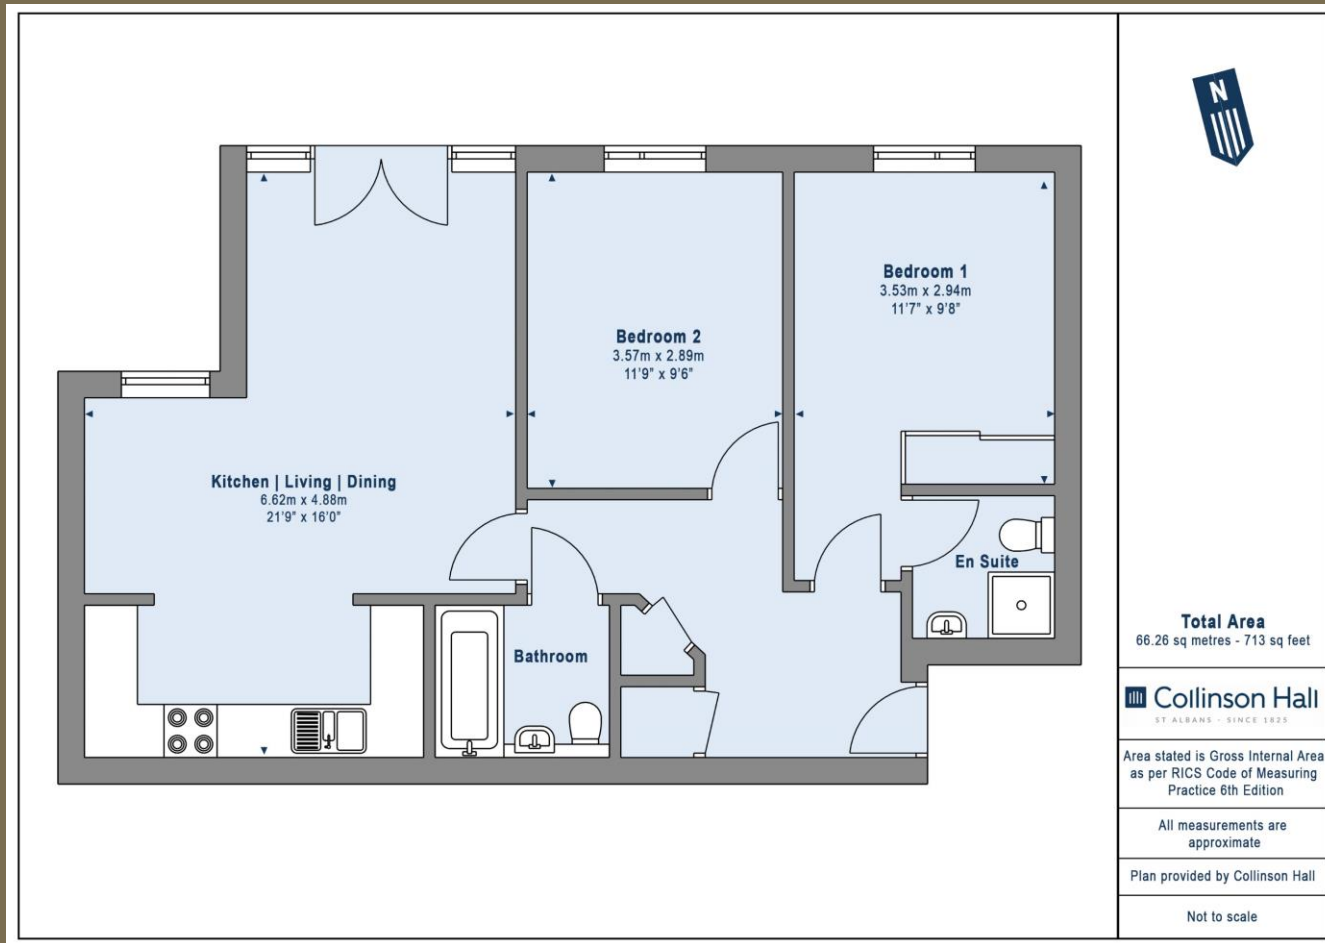 N
Bedroom 1
3.53m x 2.94m
11'7" x 9'8"
Bedroom 2
3.57m x 2.89m
11'9" x 9'6"
Kitchen | Living | Dining
6.62m x 4.88m
21'9" x 16'0"
En Suite
Bathroom
Total Area
66.26 sq metres - 713 sq feet
Collinson Hall
ST ALBANS - SINCE 1825
Area stated is Gross Internal Area
as per RICS Code of Measuring
Practice 6th Edition
All measurements are
approximate
Plan provided by Collinson Hall
Not to scale